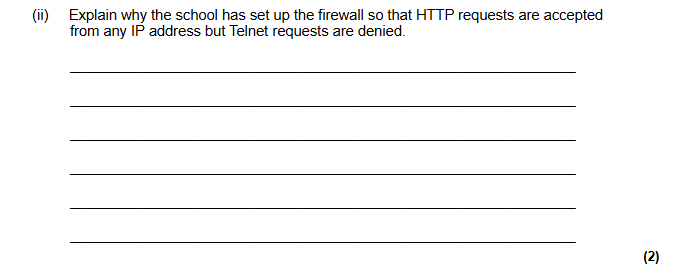 (ii) Explain why the school has set up the firewall so that HTTP requests are accepted
from any IP address but Telnet requests are denied.
(2)